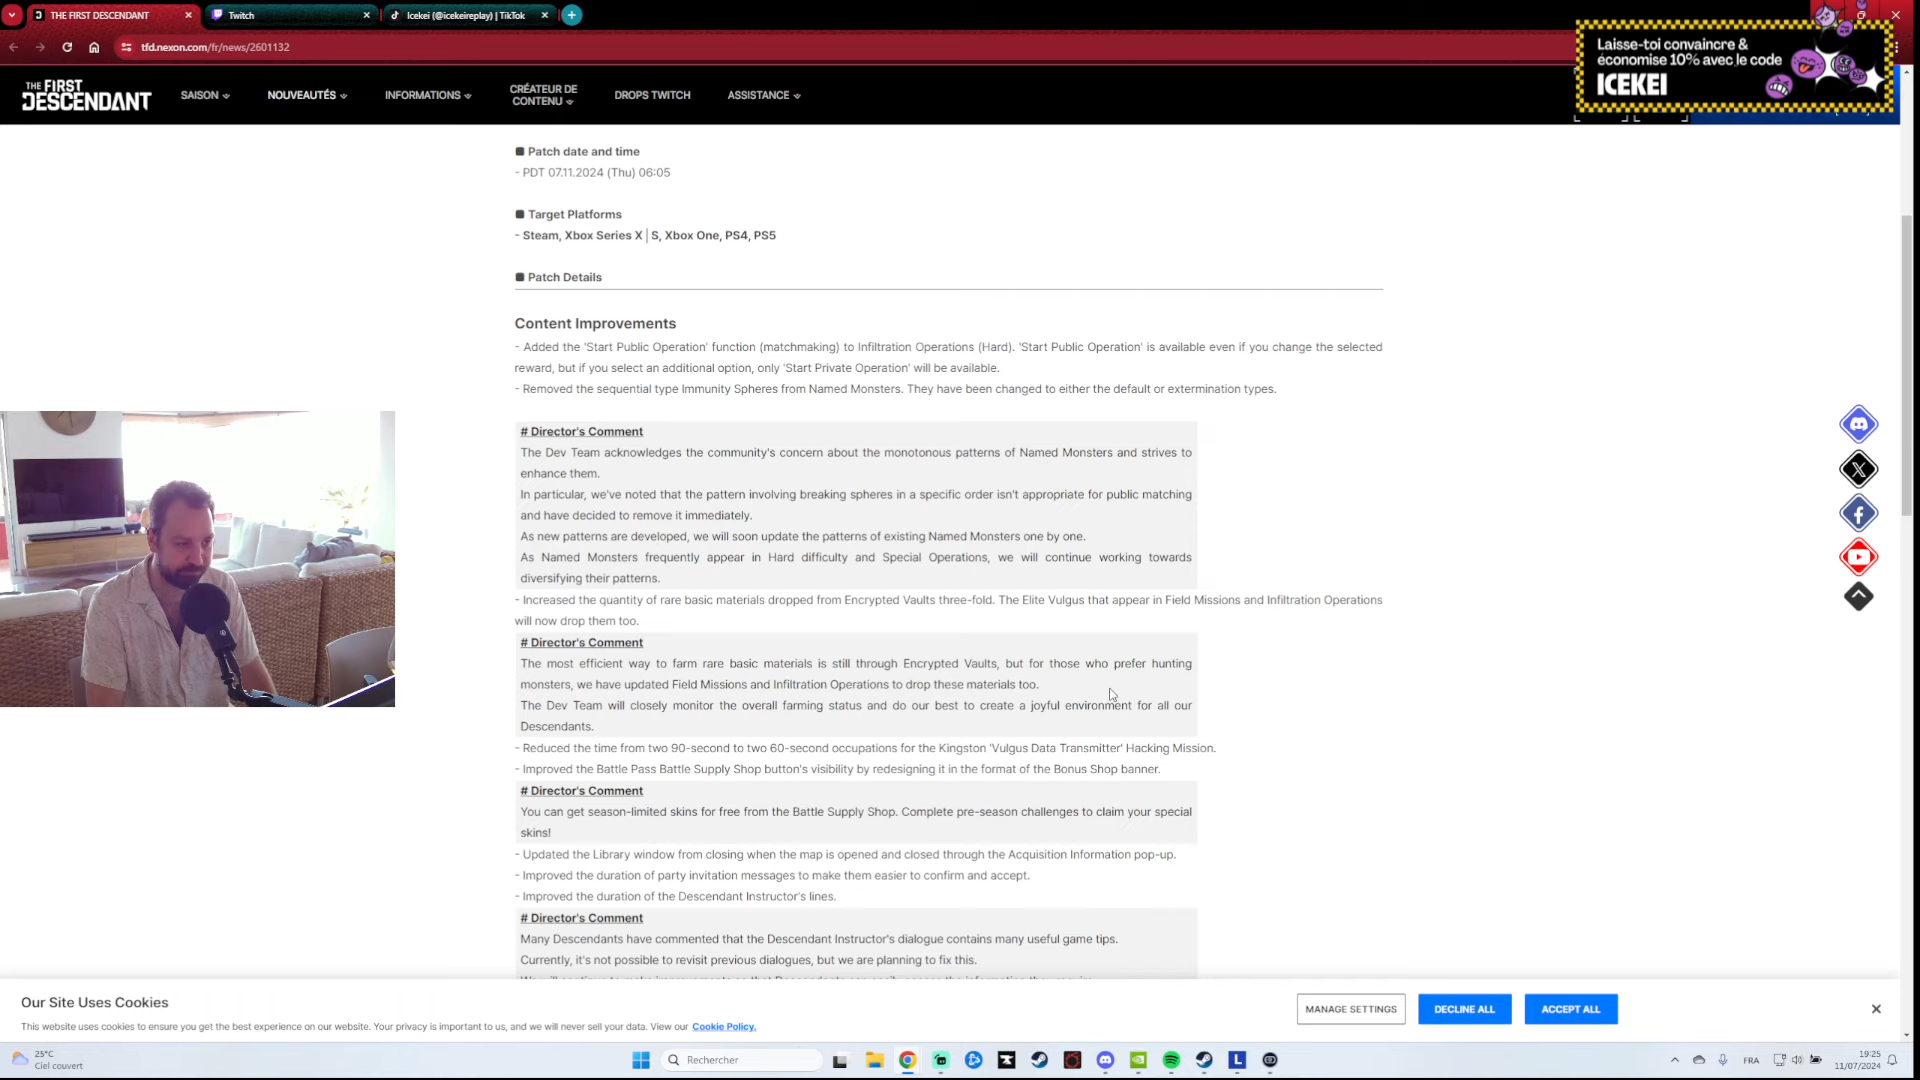 THE FIRST DESCENDANT
Twitch
Icekei (@icekeireplay) | TikTok
tfd.nexon.com/fr/news/2601132
Laisse-toi convaincre &
économise 10% avec le code
ICEKEI
THE FIRST
DESCENDANT
SAISON
NOUVEAUTÉS
INFORMATIONS
CRÉATEUR DE
CONTENU
DROPS TWITCH
ASSISTANCE
Patch date and time
- PDT 07.11.2024 (Thu) 06:05
Target Platforms
- Steam, Xbox Series X | S, Xbox One, PS4, PS5
Patch Details
Content Improvements
- Added the 'Start Public Operation' function (matchmaking) to Infiltration Operations (Hard). 'Start Public Operation' is available even if you change the selected
reward, but if you select an additional option, only 'Start Private Operation' will be available.
- Removed the sequential type Immunity Spheres from Named Monsters. They have been changed to either the default or extermination types.
# Director's Comment
The Dev Team acknowledges the community's concern about the monotonous patterns of Named Monsters and strives to
enhance them.
In particular, we've noted that the pattern involving breaking spheres in a specific order isn't appropriate for public matching
and have decided to remove it immediately.
As new patterns are developed, we will soon update the patterns of existing Named Monsters one by one.
As Named Monsters frequently appear in Hard difficulty and Special Operations, we will continue working towards
diversifying their patterns.
- Increased the quantity of rare basic materials dropped from Encrypted Vaults three-fold. The Elite Vulgus that appear in Field Missions and Infiltration Operations
will now drop them too.
# Director's Comment
The most efficient way to farm rare basic materials is still through Encrypted Vaults, but for those who prefer hunting
monsters, we have updated Field Missions and Infiltration Operations to drop these materials too.
The Dev Team will closely monitor the overall farming status and do our best to create a joyful environment for all our
Descendants.
- Reduced the time from two 90-second to two 60-second occupations for the Kingston 'Vulgus Data Transmitter' Hacking Mission.
- Improved the Battle Pass Battle Supply Shop button's visibility by redesigning it in the format of the Bonus Shop banner.
# Director's Comment
You can get season-limited skins for free from the Battle Supply Shop. Complete pre-season challenges to claim your special
skins!
- Updated the Library window from closing when the map is opened and closed through the Acquisition Information pop-up.
- Improved the duration of party invitation messages to make them easier to confirm and accept.
- Improved the duration of the Descendant Instructor's lines.
# Director's Comment
Many Descendants have commented that the Descendant Instructor's dialogue contains many useful game tips.
Currently, it's not possible to revisit previous dialogues, but we are planning to fix this.
Our Site Uses Cookies
This website uses cookies to ensure you get the best experience on our website. Your privacy is important to us, and we will never sell your data. View our Cookie Policy.
MANAGE SETTINGS
DECLINE ALL
ACCEPT ALL
25°C
Ciel couvert
Rechercher
FRA
19:25
11/07/2024